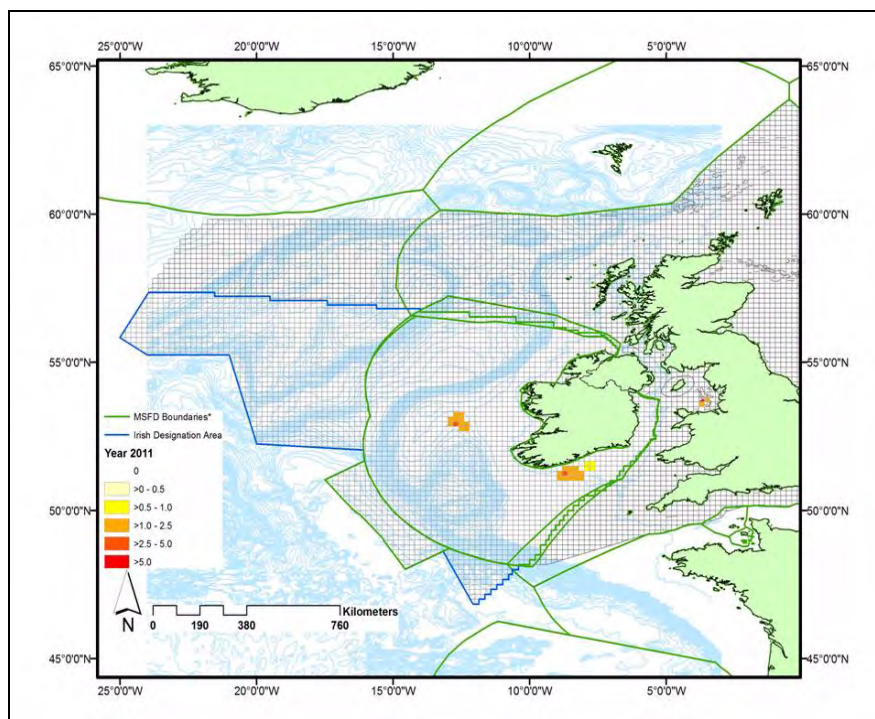 25°0'0"W 20°0'0"W 15°0'0"W 10°0'0"W 5°0'0"W
65°0'0"N 65°0'0"N
60°0'0"N 60°0'0"N
55°0'0"N 55°0'0"N
MSFD Boundaries*
Irish Designation Area
Year 2011
0
>0 - 0.5
>0.5 - 1.0
>1.0 - 2.5
>2.5 - 5.0
>5.0
50°0'0"N 50°0'0"N
N
Kilometers
0 190 380 760
45°0'0"N 45°0'0"N
25°0'0"W 20°0'0"W 15°0'0"W 10°0'0"W 5°0'0"W